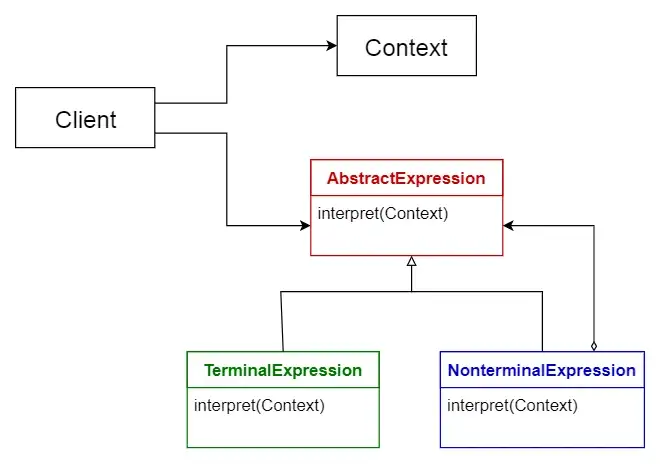 Context
Client
AbstractExpression
interpret(Context)
TerminalExpression
interpret(Context)
NonterminalExpression
interpret(Context)